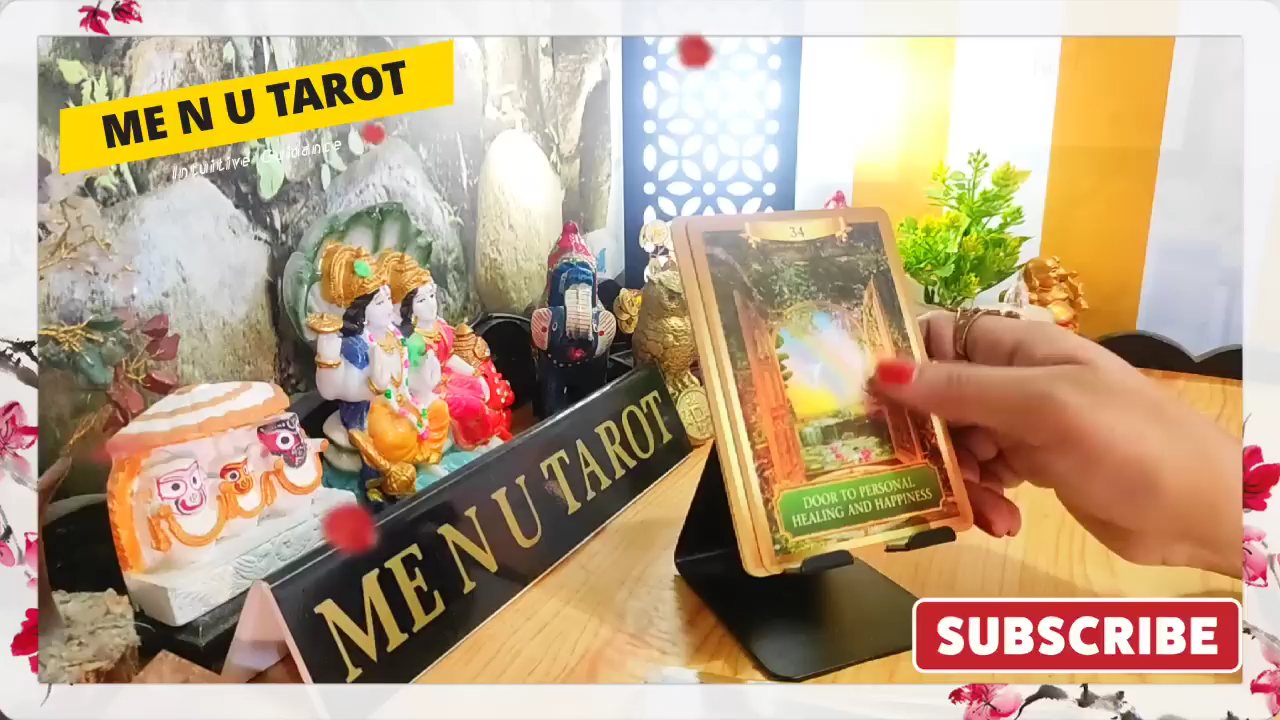 ME N U TAROT
Intuitive Guidance
34
DOOR TO PERSONAL
HEALING AND HAPPINESS
ME N U TAROT
SUBSCRIBE